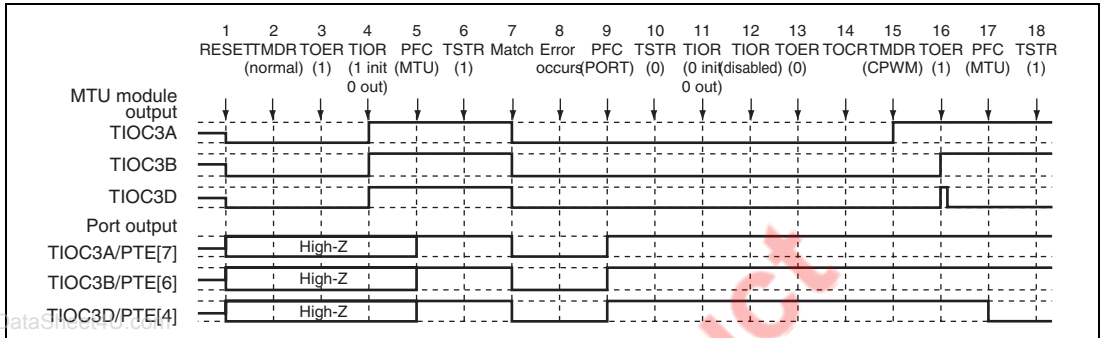 1 2 3 4 5 6 7 8 9 10 11 12 13 14 15 16 17 18
RESET TMDR TOER TIOR PFC TSTR Match Error PFC TSTR TIOR TIOR TOER TOCR TMDR TOER PFC TSTR
(normal) (1) (1 init (MTU) (1) occurs (PORT) (0) (0 init (disabled) (0) (CPWM) (1) (MTU) (1)
0 out) 0 out)
MTU module
output
TIOC3A
TIOC3B
TIOC3D
Port output
TIOC3A/PTE[7] High-Z
TIOC3B/PTE[6] High-Z
TIOC3D/PTE[4] High-Z
DataSheet4U.com
uct